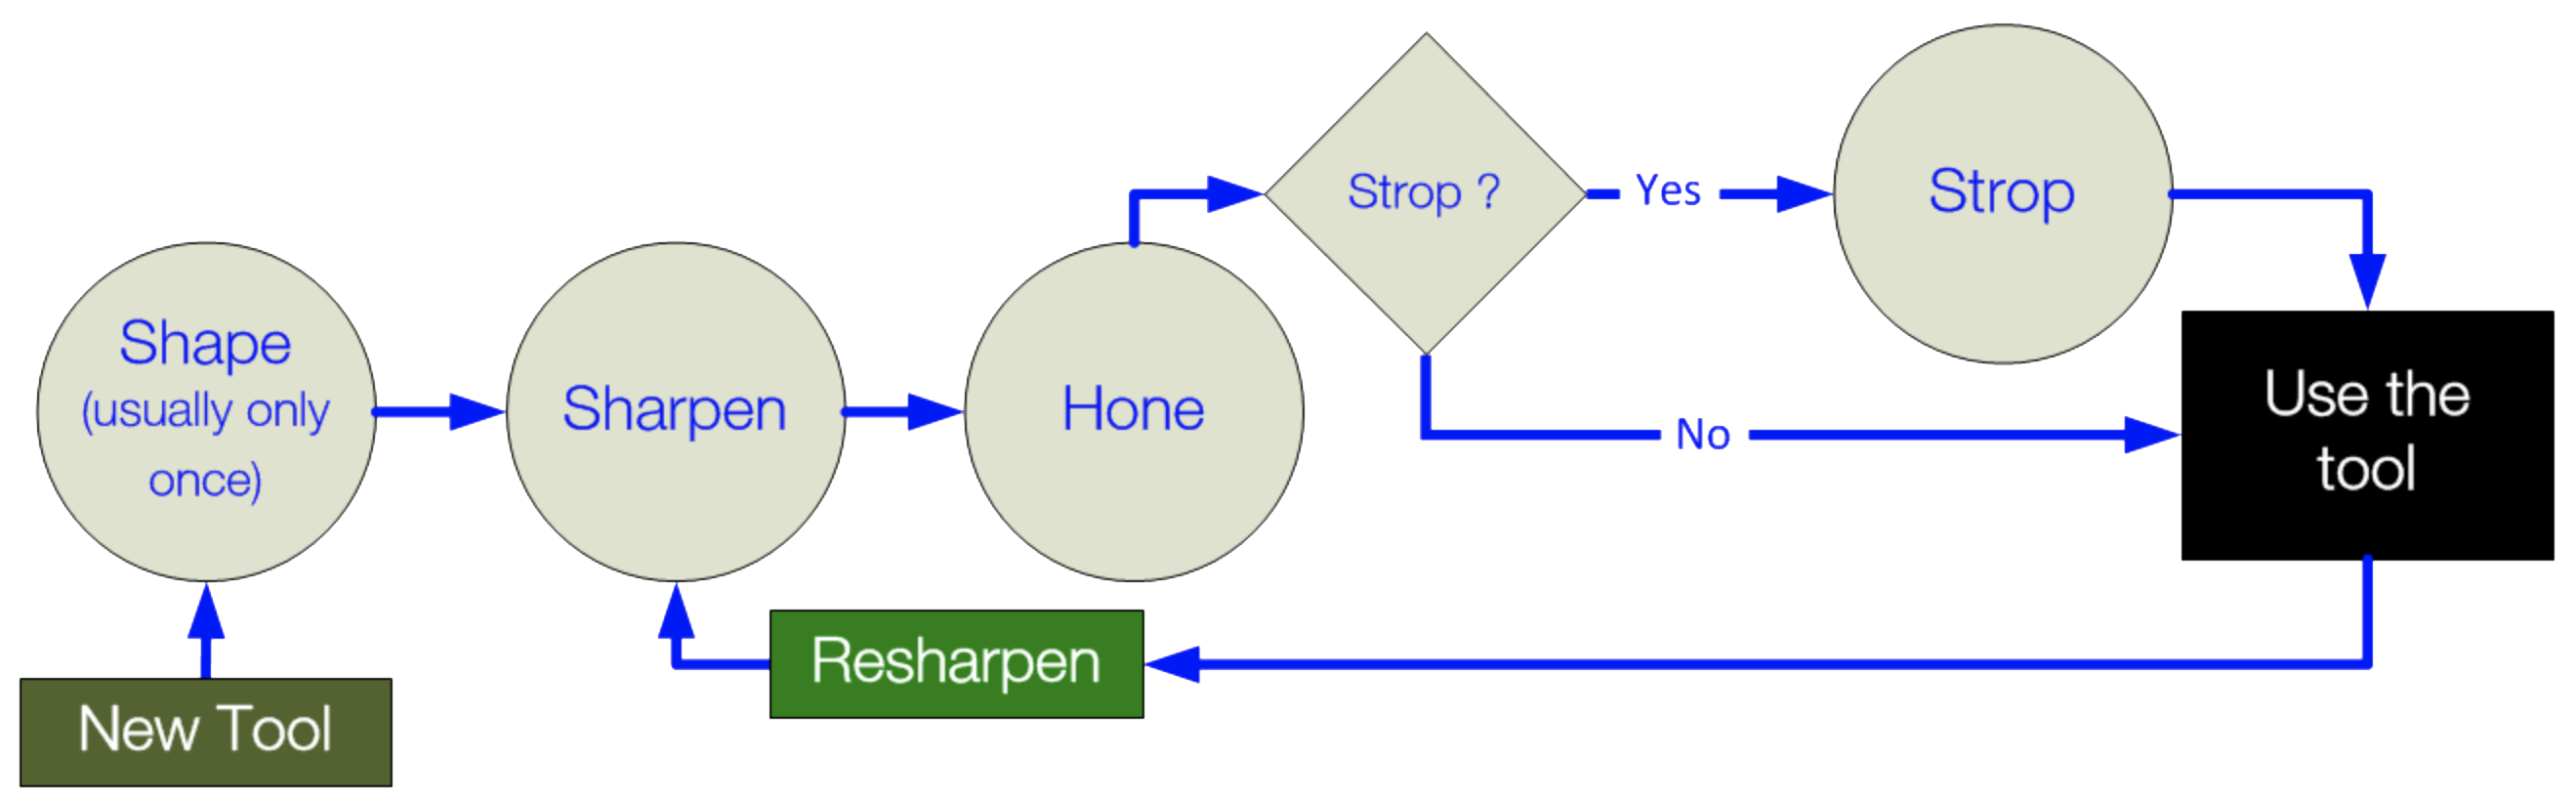 Shape
(usually only
once)
Sharpen
Hone
Strop ?
Yes
Strop
No
Use the
tool
Resharpen
New Tool